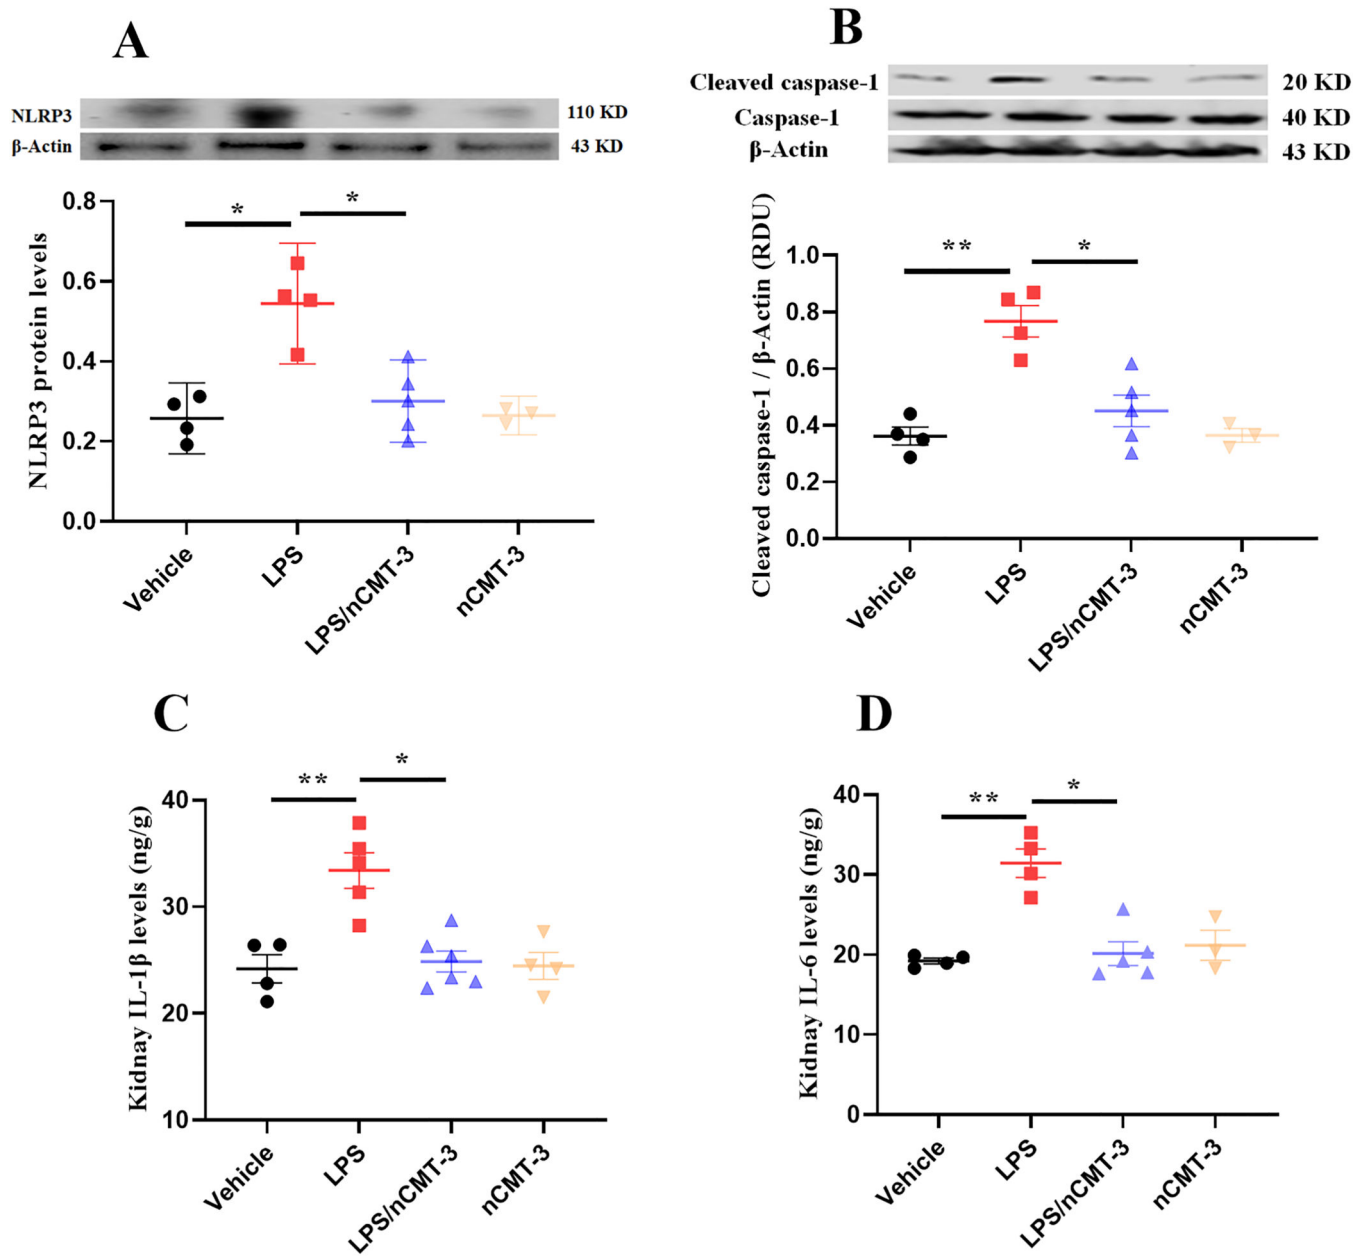 A
NLRP3
110 KD
β-Actin
43 KD
NLRP3 protein levels
0.8
0.6
0.4
0.2
0.0
*
*
Vehicle
LPS
LPS/nCMT-3
nCMT-3
B
Cleaved caspase-1
20 KD
Caspase-1
40 KD
β-Actin
43 KD
Cleaved caspase-1 / β-Actin (RDU)
1.0
0.8
0.6
0.4
0.2
0.0
**
*
Vehicle
LPS
LPS/nCMT-3
nCMT-3
C
Kidnay IL-1β levels (ng/g)
40
30
20
10
**
*
Vehicle
LPS
LPS/nCMT-3
nCMT-3
D
Kidnay IL-6 levels (ng/g)
40
30
20
10
0
**
*
Vehicle
LPS
LPS/nCMT-3
nCMT-3